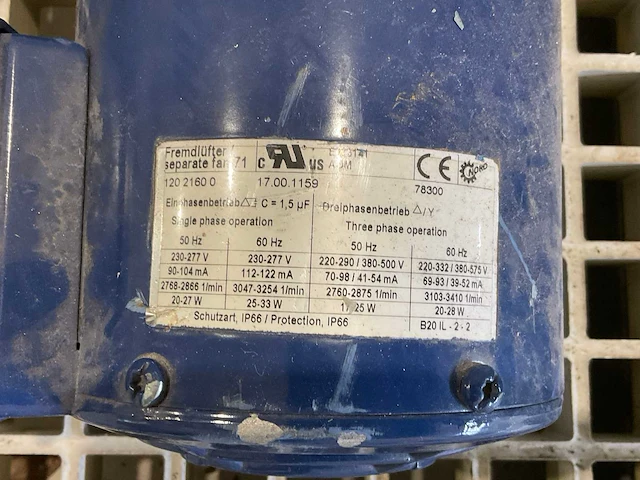 Fremdlüfter
separate fan 71
c RU US
CE NORD
120 2160 0 17.00.1159 78300
Einphasenbetrieb C = 1,5 µF Dreiphasenbetrieb △/Y
Single phase operation Three phase operation
50 Hz 60 Hz 50 Hz 60 Hz
230-277 V 230-277 V 220-290 / 380-500 V 220-332 / 380-575 V
90-104 mA 112-122 mA 70-98 / 41-54 mA 69-93 / 39-52 mA
2768-2866 1/min 3047-3254 1/min 2760-2875 1/min 3103-3410 1/min
20-27 W 25-33 W 25 W 20-28 W
Schutzart, IP66 / Protection, IP66 B20 IL - 2 - 2